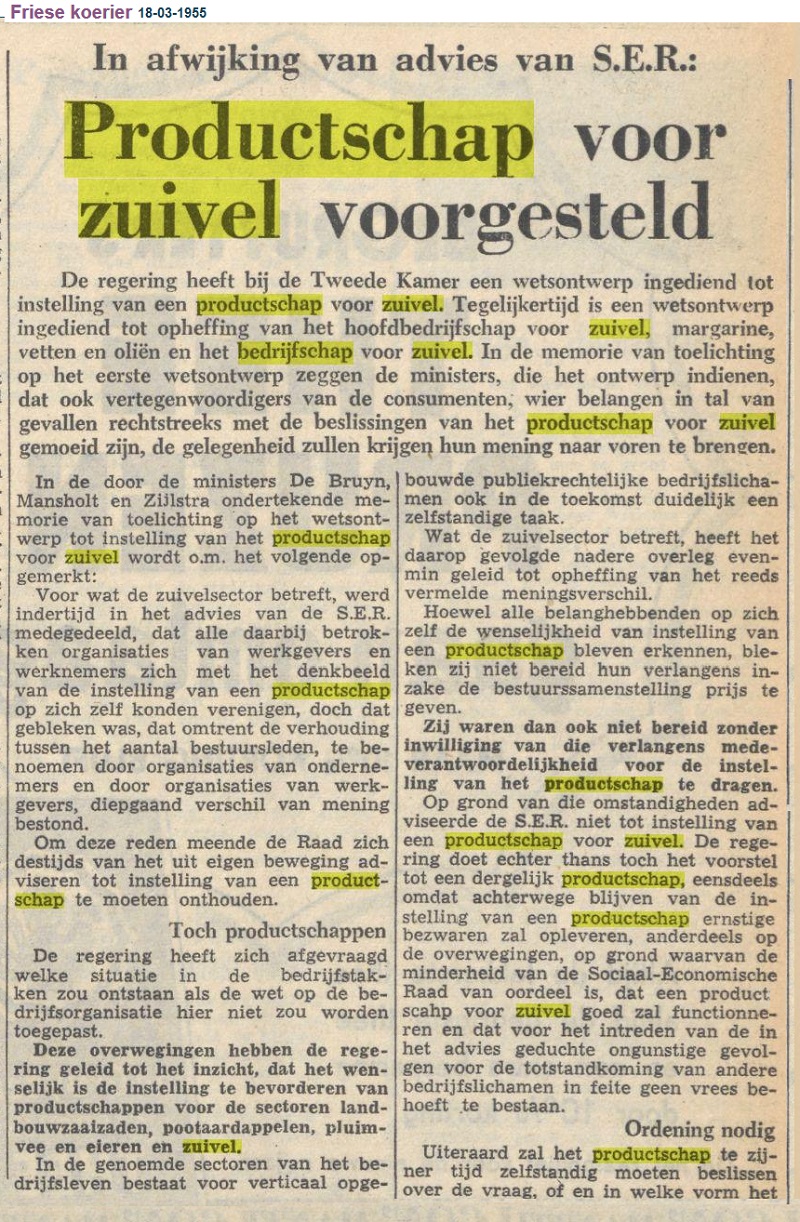 Friese koerier 18-03-1955
In afwijking van advies van S.E.R.:
Productschap voor
zuivel voorgesteld
De regering heeft bij de Tweede Kamer een wetsontwerp ingediend tot
instelling van een productschap voor zuivel. Tegelijkertijd is een wetsontwerp
ingediend tot opheffing van het hoofdbedrijfschap voor zuivel, margarine,
vetten en oliën en het bedrijfschap voor zuivel. In de memorie van toelichting
op het eerste wetsontwerp zeggen de ministers, die het ontwerp indienen,
dat ook vertegenwoordigers van de consumenten, wier belangen in tal van
gevallen rechtstreeks met de beslissingen van het productschap voor zuivel
gemoeid zijn, de gelegenheid zullen krijgen hun mening naar voren te brengen.
In de door de ministers De Bruyn,
Mansholt en Zijlstra ondertekende me-
morie van toelichting op het wetsont-
werp tot instelling van het productschap
voor zuivel wordt o.m. het volgende op-
gemerkt:
Voor wat de zuivelsector betreft, werd
indertijd in het advies van de S.E.R.
medegedeeld, dat alle daarbij betrok-
ken organisaties van werkgevers en
werknemers zich met het denkbeeld
van de instelling van een productschap
op zich zelf konden verenigen, doch dat
gebleken was, dat omtrent de verhouding
tussen het aantal bestuursleden, te be-
noemen door organisaties van onderne-
mers en door organisaties van werk-
gevers, diepgaand verschil van mening
bestond.
Om deze reden meende de Raad zich
destijds van het uit eigen beweging ad-
viseren tot instelling van een product-
schap te moeten onthouden.
Toch productschappen
De regering heeft zich afgevraagd
welke situatie in de bedrijfstak-
ken zou ontstaan als de wet op de be-
drijfsorganisatie hier niet zou worden
toegepast.
Deze overwegingen hebben de rege-
ring geleid tot het inzicht, dat het wen-
selijk is de instelling te bevorderen van
productschappen voor de sectoren land-
bouwzaaizaden, pootaardappelen, pluim-
vee en eieren en zuivel.
In de genoemde sectoren van het be-
drijfsleven bestaat voor verticaal opge-
bouwde publiekrechtelijke bedrijfslicha-
men ook in de toekomst duidelijk een
zelfstandige taak.
Wat de zuivelsector betreft, heeft het
daarop gevolgde nadere overleg even-
min geleid tot opheffing van het reeds
vermelde meningsverschil.
Hoewel alle belanghebbenden op zich
zelf de wenselijkheid van instelling van
een productschap bleven erkennen, ble-
ken zij niet bereid hun verlangens in-
zake de bestuurssamenstelling prijs te
geven.
Zij waren dan ook niet bereid zonder
inwilliging van die verlangens mede-
verantwoordelijkheid voor de instel-
ling van het productschap te dragen.
Op grond van die omstandigheden ad-
viseerde de S.E.R. niet tot instelling van
een productschap voor zuivel. De rege-
ring doet echter thans toch het voorstel
tot een dergelijk productschap, eensdeels
omdat achterwege blijven van de in-
stelling van een productschap ernstige
bezwaren zal opleveren, anderdeels op
de overwegingen, op grond waarvan de
minderheid van de Sociaal-Economische
Raad van oordeel is, dat een product
scahp voor zuivel goed zal functionne-
ren en dat voor het intreden van de in
het advies geduchte ongunstige gevol-
gen voor de totstandkoming van andere
bedrijfslichamen in feite geen vrees be-
hoeft te bestaan.
Ordening nodig
Uiteraard zal het productschap te zij-
ner tijd zelfstandig moeten beslissen
over de vraag, of en in welke vorm het